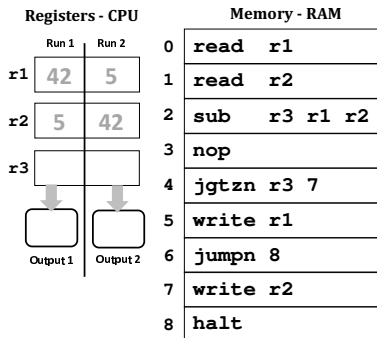 Registers - CPU
Run 1 Run 2
r1 42 5
r2 5 42
r3
Output 1 Output 2
Memory - RAM
0 read r1
1 read r2
2 sub r3 r1 r2
3 nop
4 jgtzn r3 7
5 write r1
6 jumpn 8
7 write r2
8 halt